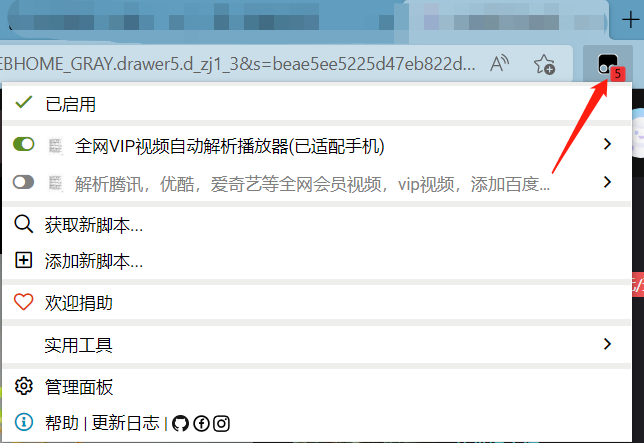 EBHOME_GRAY.drawer5.d_zj1_3&s=beae5ee5225d47eb822d...
5
已启用
全网VIP视频自动解析播放器(已适配手机)
解析腾讯，优酷，爱奇艺等全网会员视频，vip视频，添加百度...
获取新脚本...
添加新脚本...
欢迎捐助
实用工具
管理面板
帮助 | 更新日志 |